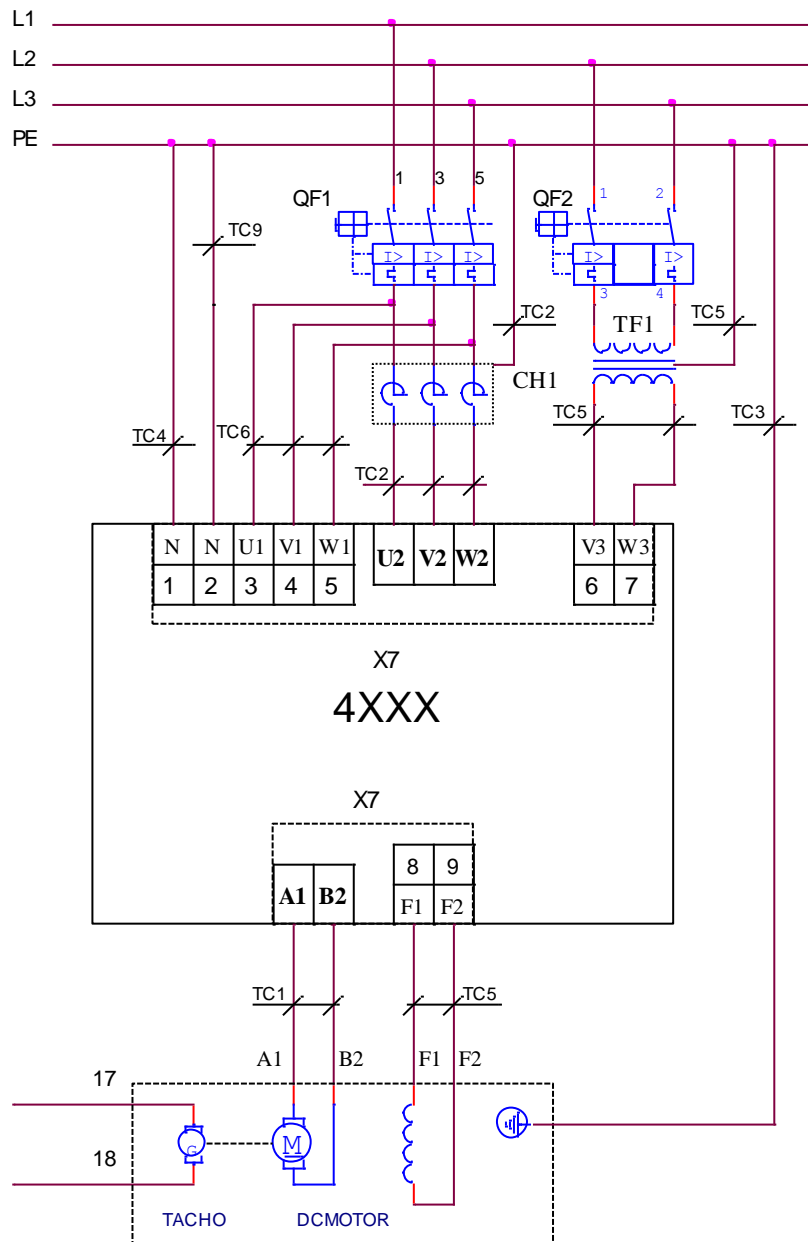 L1
L2
L3
PE
1 3 5
QF1
1 2
QF2
TC9
I> I> I>
I> I>
3 4
TC2
TF1
TC5
CH1
TC4
TC6
TC5
TC3
TC2
N N U1 V1 W1
U2 V2 W2
V3 W3
1 2 3 4 5
6 7
X7
4XXX
X7
8 9
A1 B2
F1 F2
TC1
TC5
A1 B2 F1 F2
17
G
M
18
TACHO
DCMOTOR